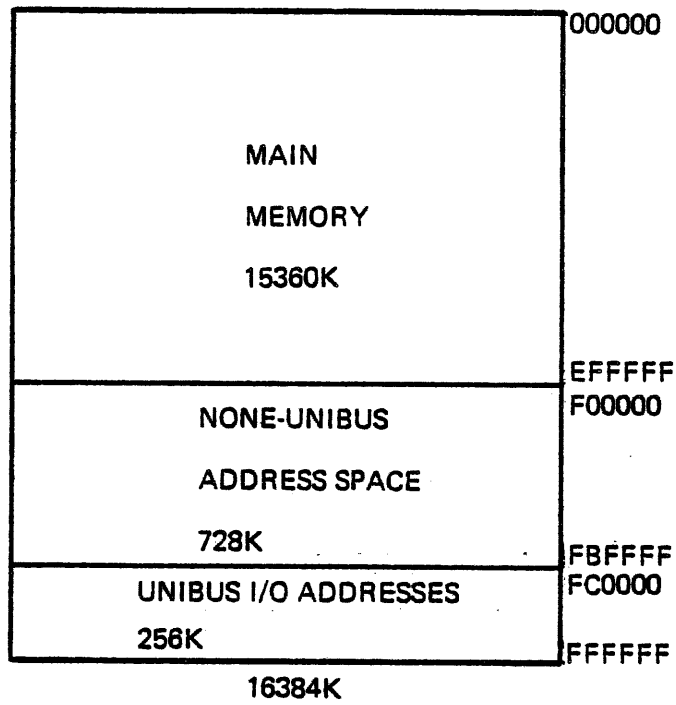 000000
MAIN
MEMORY
15360K
EFFFFF
F00000
NONE-UNIBUS
ADDRESS SPACE
728K
FBFFFF
FC0000
UNIBUS I/O ADDRESSES
256K
FFFFFF
16384K